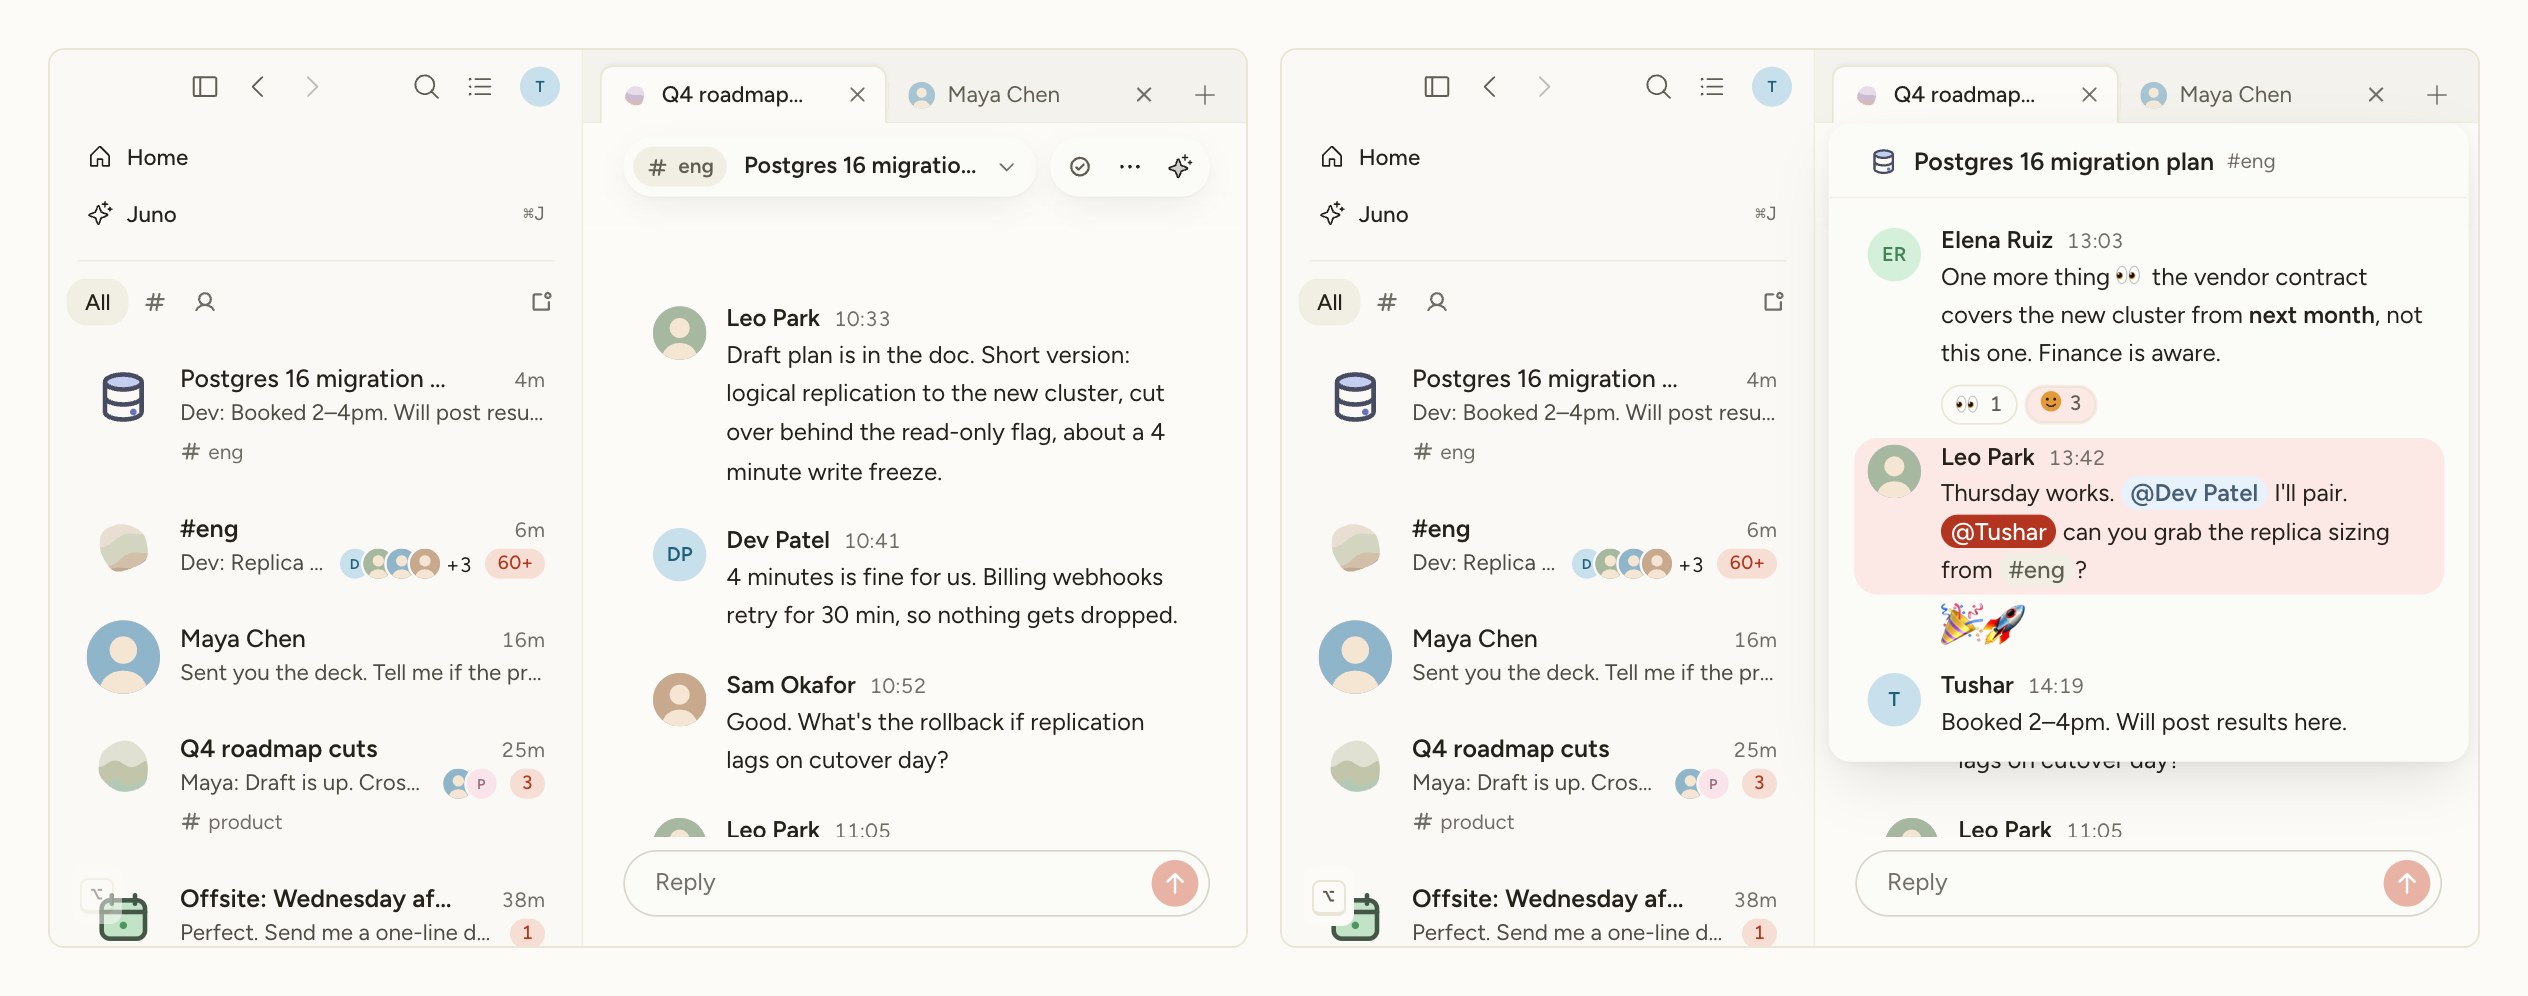 T
Q4 roadmap...
Maya Chen
Home
Juno
⌘J
All
Postgres 16 migration ...
4m
Dev: Booked 2–4pm. Will post resu...
# eng
#eng
6m
Dev: Replica ...
D
+3
60+
Maya Chen
16m
Sent you the deck. Tell me if the pr...
Q4 roadmap cuts
25m
Maya: Draft is up. Cros...
P
3
# product
⌥
Offsite: Wednesday af...
38m
Perfect. Send me a one-line d...
1
# eng
Postgres 16 migratio...
Leo Park 10:33
Draft plan is in the doc. Short version:
logical replication to the new cluster, cut
over behind the read-only flag, about a 4
minute write freeze.
DP
Dev Patel 10:41
4 minutes is fine for us. Billing webhooks
retry for 30 min, so nothing gets dropped.
Sam Okafor 10:52
Good. What's the rollback if replication
lags on cutover day?
Leo Park 11:05
Reply
T
Q4 roadmap...
Maya Chen
Home
Juno
⌘J
All
Postgres 16 migration ...
4m
Dev: Booked 2–4pm. Will post resu...
# eng
#eng
6m
Dev: Replica ...
D
+3
60+
Maya Chen
16m
Sent you the deck. Tell me if the pr...
Q4 roadmap cuts
25m
Maya: Draft is up. Cros...
P
3
# product
⌥
Offsite: Wednesday af...
38m
Perfect. Send me a one-line d...
1
Postgres 16 migration plan #eng
ER
Elena Ruiz 13:03
One more thing 👀 the vendor contract
covers the new cluster from next month, not
this one. Finance is aware.
👀 1
🙂 3
Leo Park 13:42
Thursday works. @Dev Patel I'll pair.
@Tushar can you grab the replica sizing
from #eng ?
🎉🚀
T
Tushar 14:19
Booked 2–4pm. Will post results here.
lags on cutover day?
Leo Park 11:05
Reply